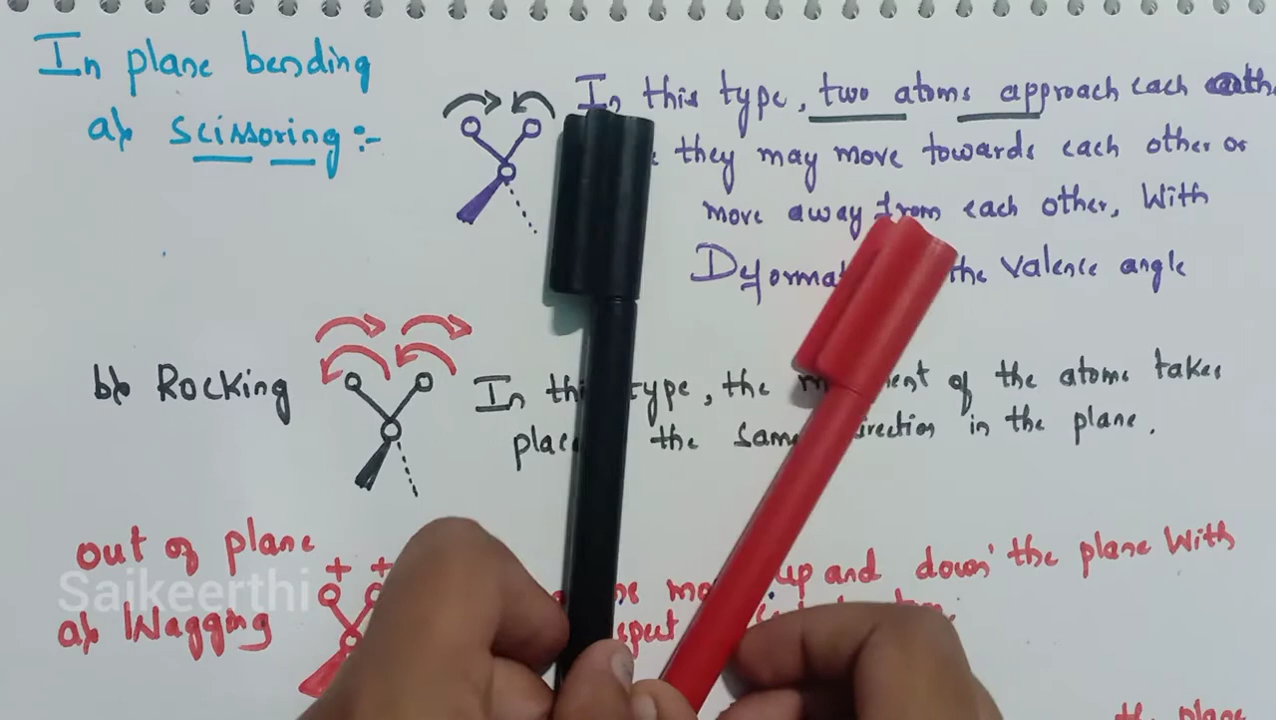 In plane bending
a) Scissoring :-
In this type, two atoms approach each
they may move towards each other or
move away from each other, With
the Valence angle
b) Rocking
In type, the of the atoms takes
the same in the plane.
out of plane
a) Wagging
+ +
up and down the plane With
the plane
Saikeerthi